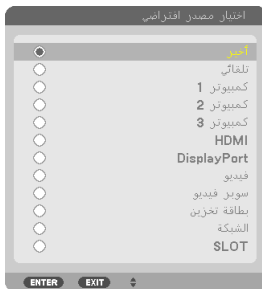 اختيار مصدر افتراضي
أخير
تلقائي
كمبيوتر 1
كمبيوتر 2
كمبيوتر 3
HDMI
DisplayPort
فيديو
سوبر فيديو
بطاقة تخزين
الشبكة
SLOT
ENTER EXIT